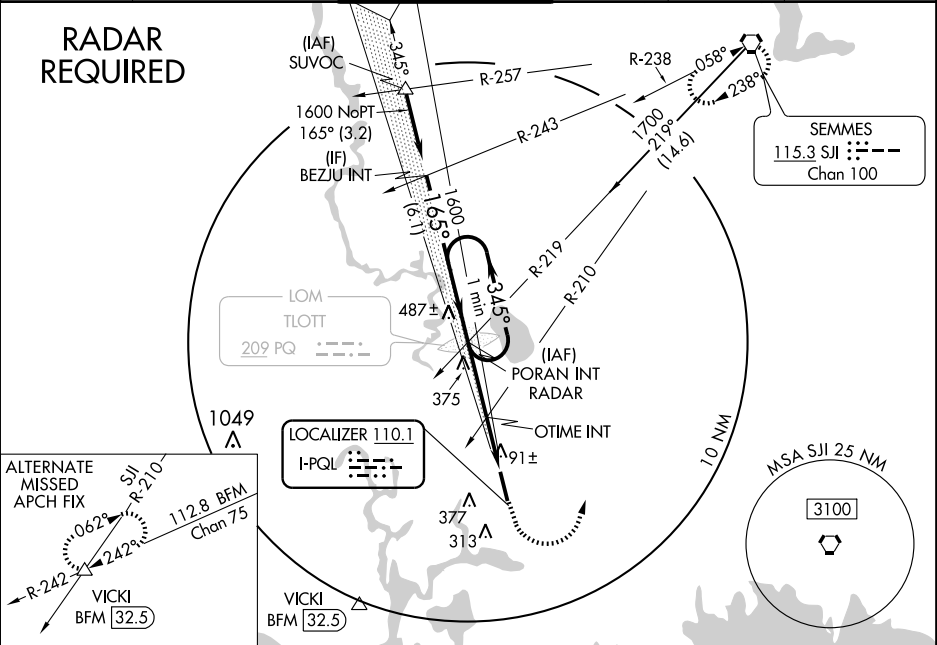 RADAR
REQUIRED
(IAF)
SUVOC
345°
R-257
R-238
058°
238°
1600 NoPT
165° (3.2)
R-243
1700
219°
(14.6)
SEMMES
115.3 SJI
Chan 100
(IF)
BEZJU INT
(6.1)
165°
1600
1 min
345°
R-219
R-210
LOM
TLOTT
209 PQ
487±
(IAF)
PORAN INT
RADAR
375
OTIME INT
1049
LOCALIZER 110.1
I-PQL
91±
10 NM
377
313
ALTERNATE
MISSED
APCH FIX
SJI
R-210
112.8 BFM
Chan 75
062°
242°
R-242
VICKI
BFM 32.5
VICKI
BFM 32.5
MSA SJI 25 NM
3100